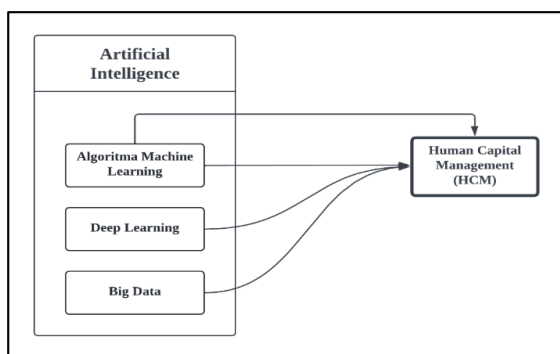 Artificial
Intelligence
Algoritma Machine
Learning
Deep Learning
Big Data
Human Capital
Management
(HCM)